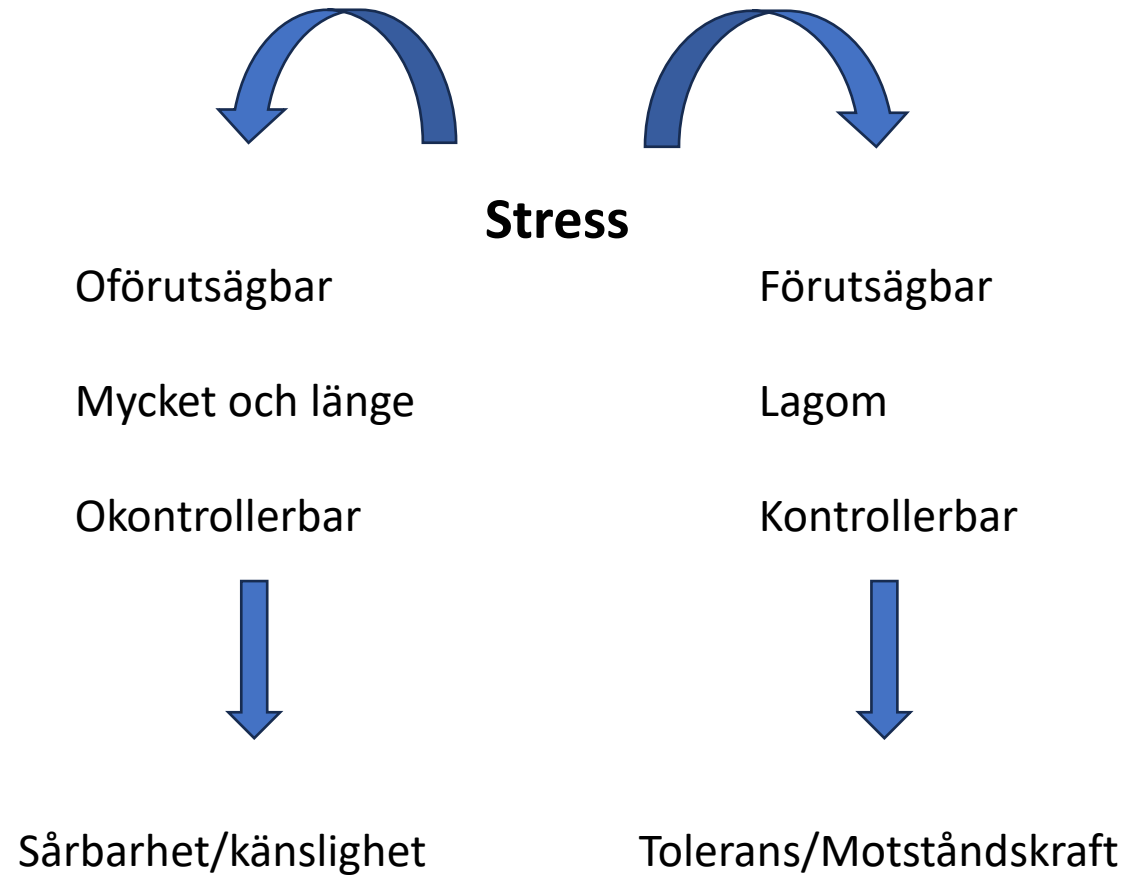 Stress
Oförutsägbar Förutsägbar
Mycket och länge Lagom
Okontrollerbar Kontrollerbar
Sårbarhet/känslighet Tolerans/Motståndskraft